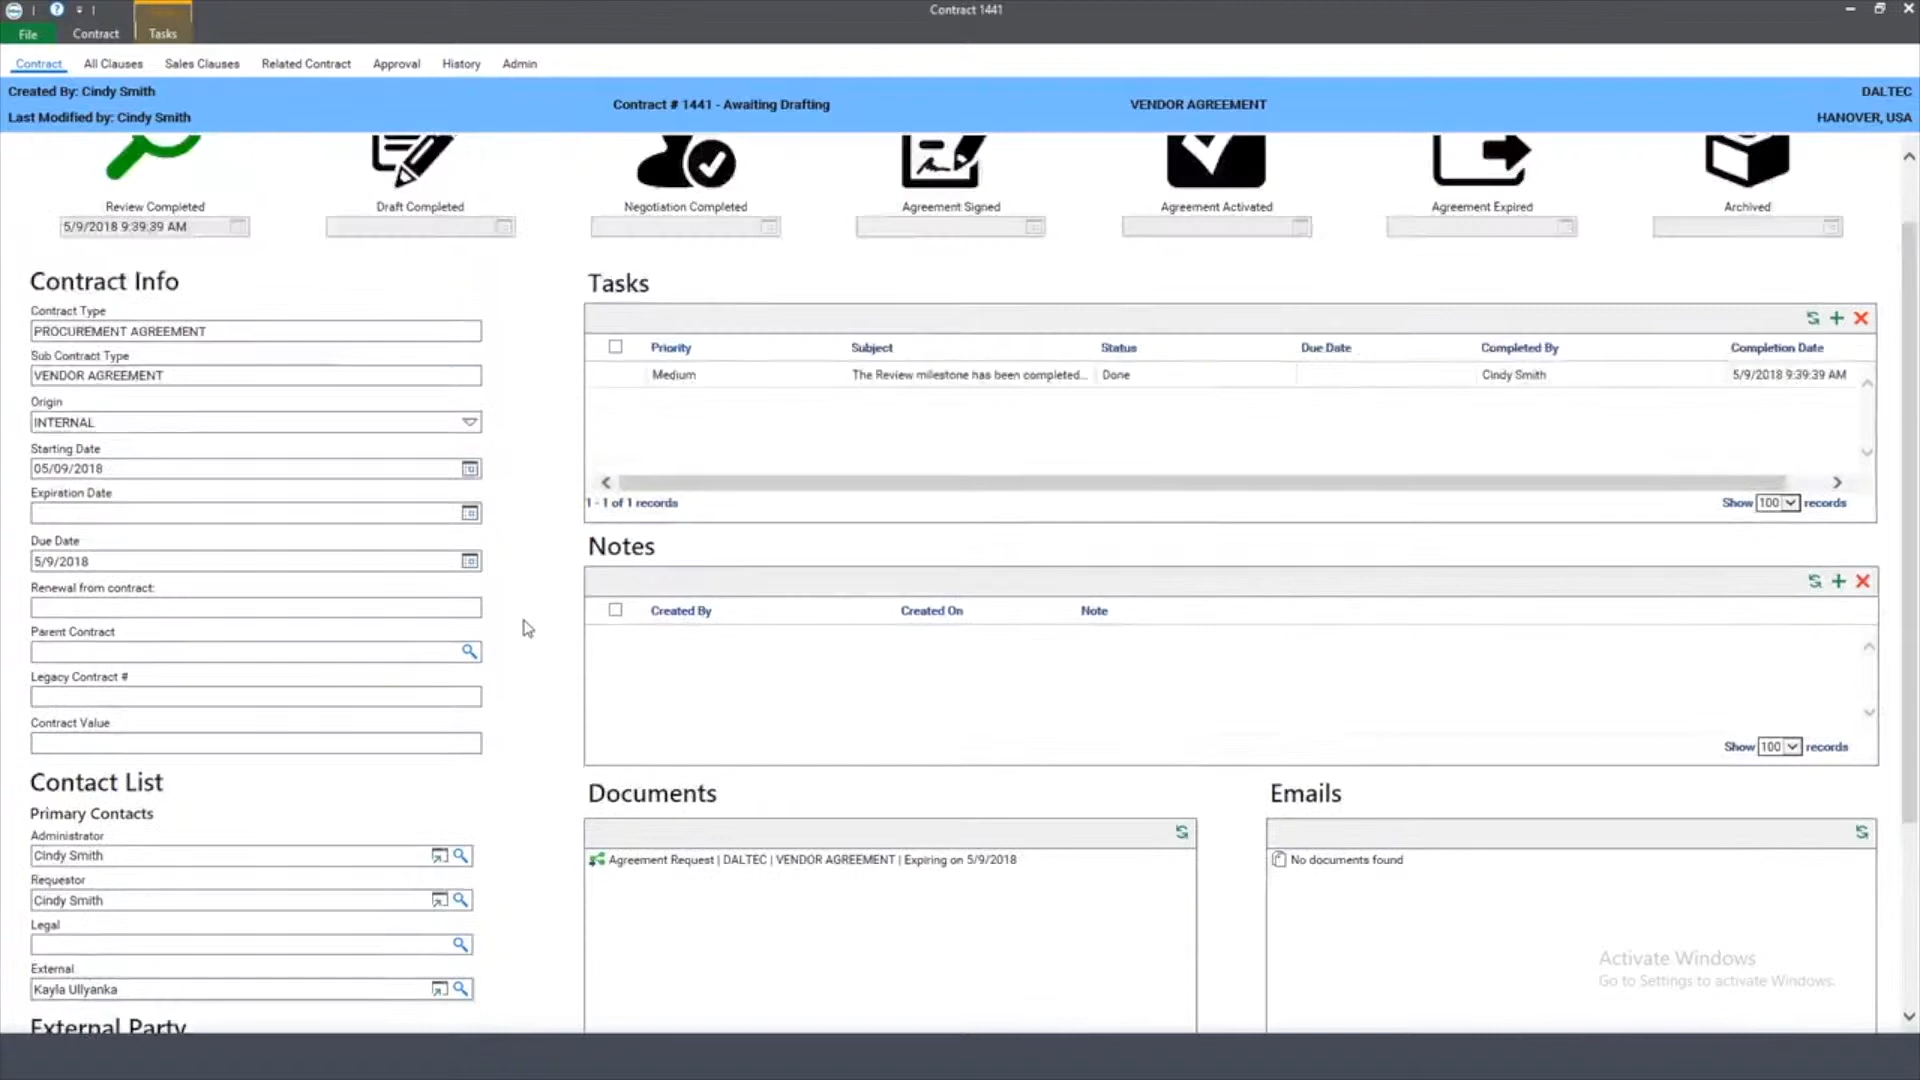 Contract 1441
File
Contract
Tasks
Contract
All Clauses
Sales Clauses
Related Contract
Approval
History
Admin
Created By: Cindy Smith
Last Modified by: Cindy Smith
Contract # 1441 - Awaiting Drafting
VENDOR AGREEMENT
DALTEC
HANOVER, USA
Review Completed
5/9/2018 9:39:39 AM
Draft Completed
Negotiation Completed
Agreement Signed
Agreement Activated
Agreement Expired
Archived
Contract Info
Contract Type
PROCUREMENT AGREEMENT
Sub Contract Type
VENDOR AGREEMENT
Origin
INTERNAL
Starting Date
05/09/2018
Expiration Date
Due Date
5/9/2018
Renewal from contract:
Parent Contract
Legacy Contract #
Contract Value
Contact List
Primary Contacts
Administrator
Cindy Smith
Requestor
Cindy Smith
Legal
External
Kayla Ullyanka
External Party
Tasks
Priority Subject Status Due Date Completed By Completion Date
Medium The Review milestone has been completed... Done Cindy Smith 5/9/2018 9:39:39 AM
1 - 1 of 1 records
Show 100 records
Notes
Created By Created On Note
Show 100 records
Documents
Agreement Request | DALTEC | VENDOR AGREEMENT | Expiring on 5/9/2018
Emails
No documents found
Activate Windows
Go to Settings to activate Windows.